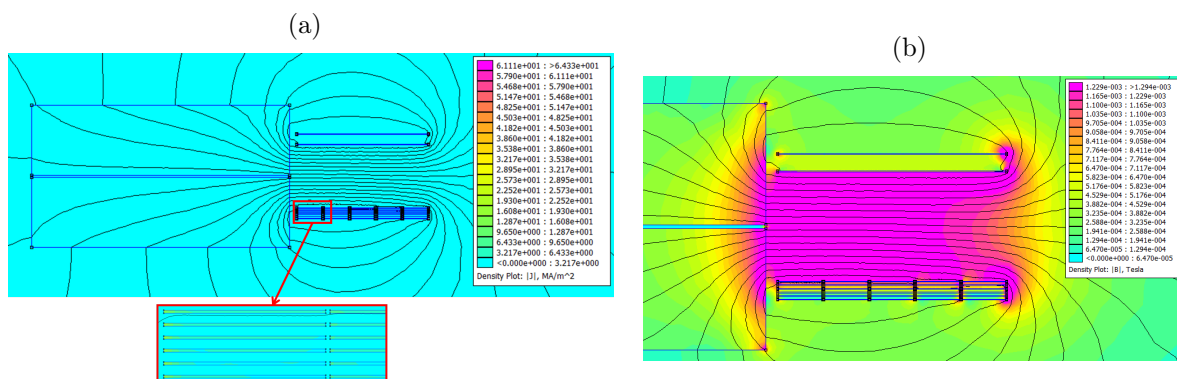 (a)
6.111e+001 : >6.433e+001
5.790e+001 : 6.111e+001
5.468e+001 : 5.790e+001
5.147e+001 : 5.468e+001
4.825e+001 : 5.147e+001
4.503e+001 : 4.825e+001
4.182e+001 : 4.503e+001
3.860e+001 : 4.182e+001
3.538e+001 : 3.860e+001
3.217e+001 : 3.538e+001
2.895e+001 : 3.217e+001
2.573e+001 : 2.895e+001
2.252e+001 : 2.573e+001
1.930e+001 : 2.252e+001
1.608e+001 : 1.930e+001
1.287e+001 : 1.608e+001
9.650e+000 : 1.287e+001
6.433e+000 : 9.650e+000
3.217e+000 : 6.433e+000
<0.000e+000 : 3.217e+000
Density Plot: |J|, MA/m^2
(b)
1.229e-003 : >1.294e-003
1.165e-003 : 1.229e-003
1.100e-003 : 1.165e-003
1.035e-003 : 1.100e-003
9.705e-004 : 1.035e-003
9.058e-004 : 9.705e-004
8.411e-004 : 9.058e-004
7.764e-004 : 8.411e-004
7.117e-004 : 7.764e-004
6.470e-004 : 7.117e-004
5.823e-004 : 6.470e-004
5.176e-004 : 5.823e-004
4.529e-004 : 5.176e-004
3.882e-004 : 4.529e-004
3.235e-004 : 3.882e-004
2.588e-004 : 3.235e-004
1.941e-004 : 2.588e-004
1.294e-004 : 1.941e-004
6.470e-005 : 1.294e-004
<0.000e+000 : 6.470e-005
Density Plot: |B|, Tesla